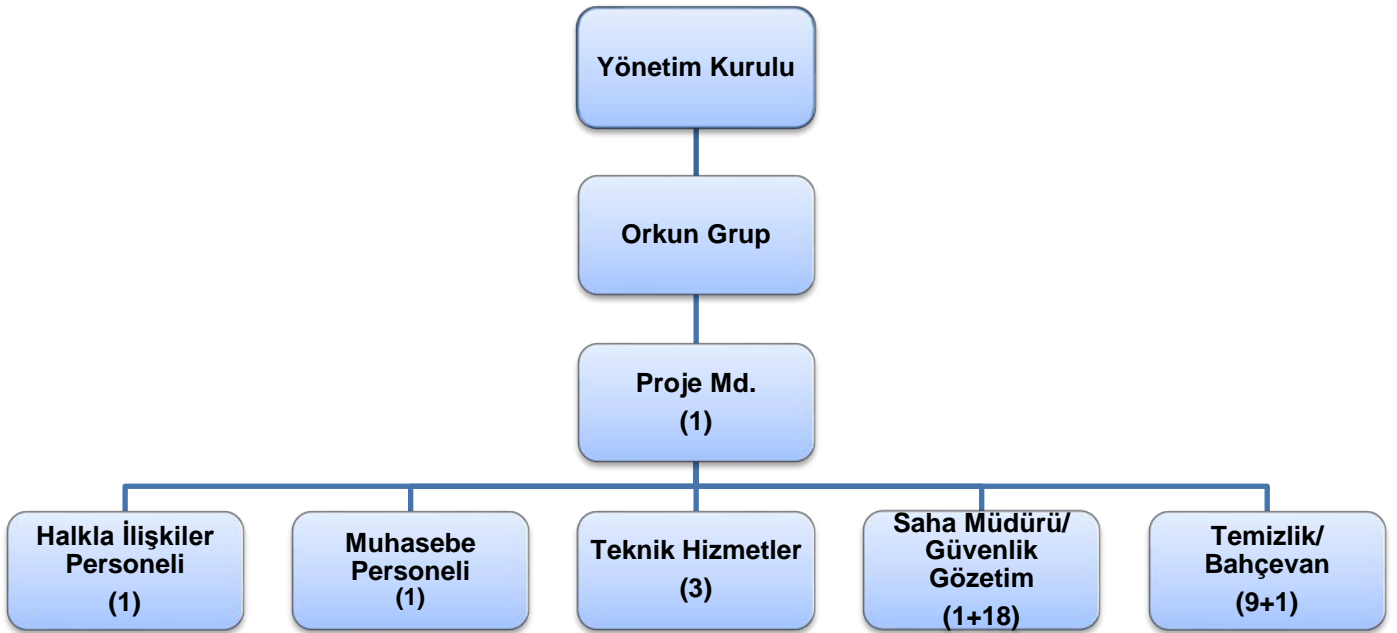 Yönetim Kurulu
Orkun Grup
Proje Md.
(1)
Halkla İlişkiler
Personeli
(1)
Muhasebe
Personeli
(1)
Teknik Hizmetler
(3)
Saha Müdürü/
Güvenlik
Gözetim
(1+18)
Temizlik/
Bahçevan
(9+1)